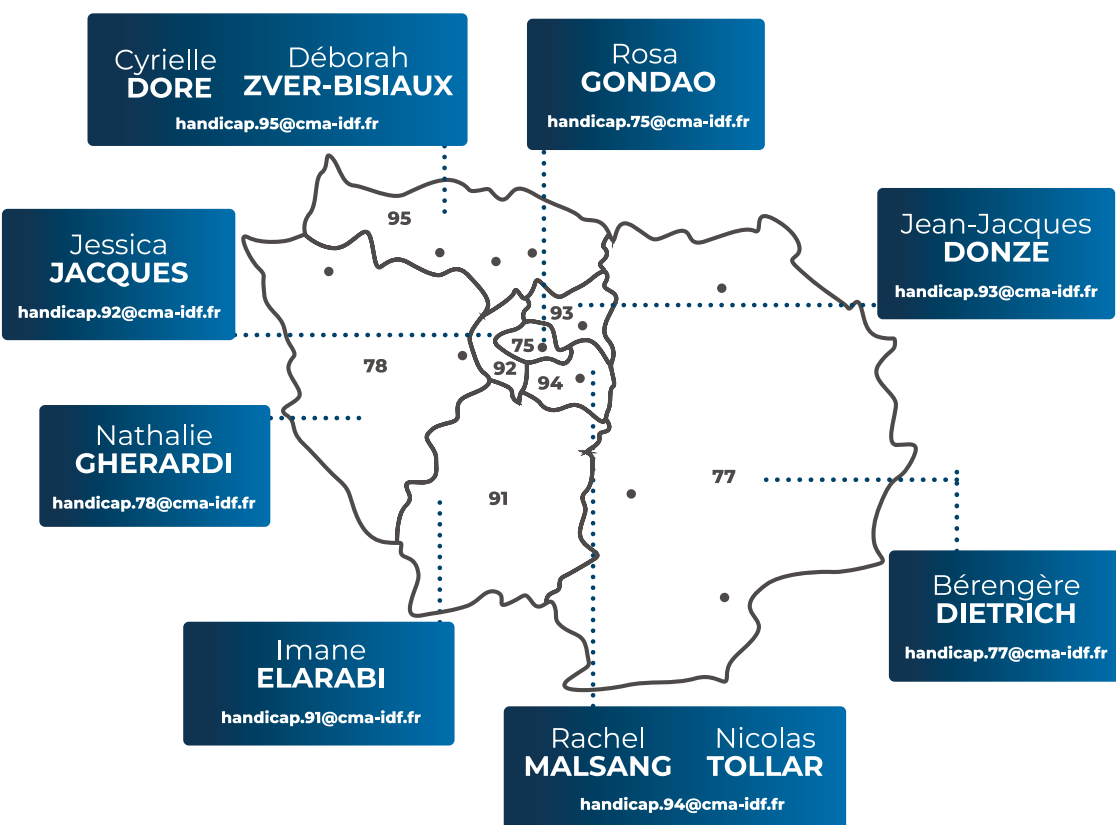 Cyrielle DORE
Déborah ZVER-BISIAUX
handicap.95@cma-idf.fr
Rosa
GONDAO
handicap.75@cma-idf.fr
Jessica
JACQUES
handicap.92@cma-idf.fr
Jean-Jacques
DONZE
handicap.93@cma-idf.fr
95
93
75
92
94
78
77
91
Nathalie
GHERARDI
handicap.78@cma-idf.fr
Bérengère
DIETRICH
handicap.77@cma-idf.fr
Imane
ELARABI
handicap.91@cma-idf.fr
Rachel MALSANG
Nicolas TOLLAR
handicap.94@cma-idf.fr